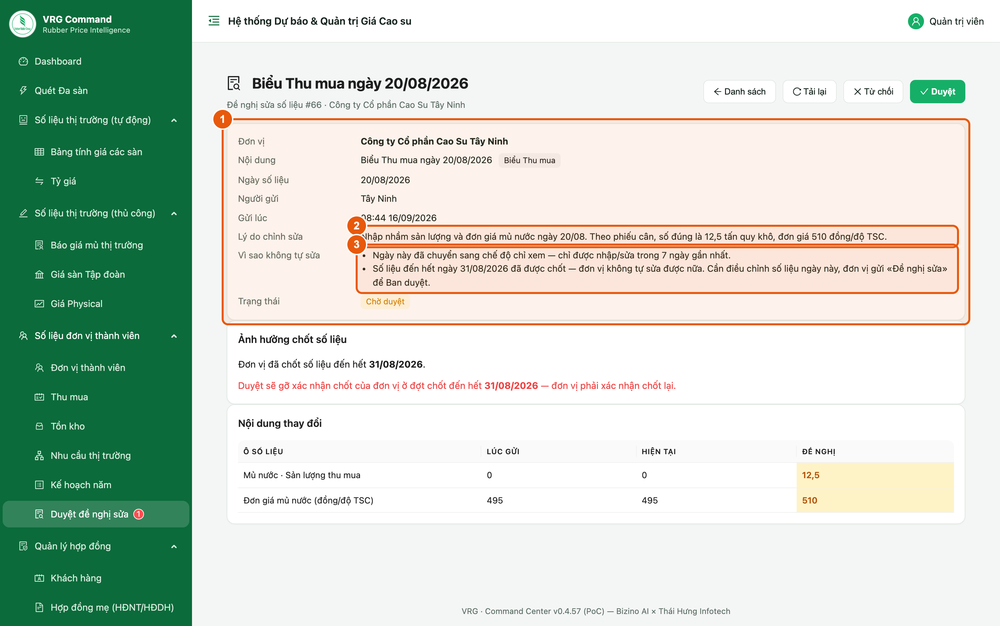 VRG Command
Rubber Price Intelligence
Dashboard
Quét Đa sàn
Số liệu thị trường (tự động)
Bảng tính giá các sàn
Tỷ giá
Số liệu thị trường (thủ công)
Báo giá mủ thị trường
Giá sàn Tập đoàn
Giá Physical
Số liệu đơn vị thành viên
Đơn vị thành viên
Thu mua
Tồn kho
Nhu cầu thị trường
Kế hoạch năm
Duyệt đề nghị sửa 1
Quản lý hợp đồng
Khách hàng
Hợp đồng mẹ (HĐNT/HĐDH)
Hệ thống Dự báo & Quản trị Giá Cao su
Quản trị viên
Biểu Thu mua ngày 20/08/2026
Đề nghị sửa số liệu #66 · Công ty Cổ phần Cao Su Tây Ninh
Danh sách
Tải lại
Từ chối
Duyệt
1
Đơn vị Công ty Cổ phần Cao Su Tây Ninh
Nội dung Biểu Thu mua ngày 20/08/2026 Biểu Thu mua
Ngày số liệu 20/08/2026
Người gửi Tây Ninh
Gửi lúc 08:44 16/09/2026
2
Lý do chỉnh sửa Nhập nhầm sản lượng và đơn giá mủ nước ngày 20/08. Theo phiếu cân, số đúng là 12,5 tấn quy khô, đơn giá 510 đồng/độ TSC.
3
Vì sao không tự sửa • Ngày này đã chuyển sang chế độ chỉ xem — chỉ được nhập/sửa trong 7 ngày gần nhất.
• Số liệu đến hết ngày 31/08/2026 đã được chốt — đơn vị không tự sửa được nữa. Cần điều chỉnh số liệu ngày này, đơn vị gửi «Đề nghị sửa»
để Ban duyệt.
Trạng thái Chờ duyệt
Ảnh hưởng chốt số liệu
Đơn vị đã chốt số liệu đến hết 31/08/2026.
Duyệt sẽ gỡ xác nhận chốt của đơn vị ở đợt chốt đến hết 31/08/2026 — đơn vị phải xác nhận chốt lại.
Nội dung thay đổi
Ô SỐ LIỆU LÚC GỬI HIỆN TẠI ĐỀ NGHỊ
Mủ nước · Sản lượng thu mua 0 0 12,5
Đơn giá mủ nước (đồng/độ TSC) 495 495 510
VRG · Command Center v0.4.57 (PoC) — Bizino AI × Thái Hưng Infotech